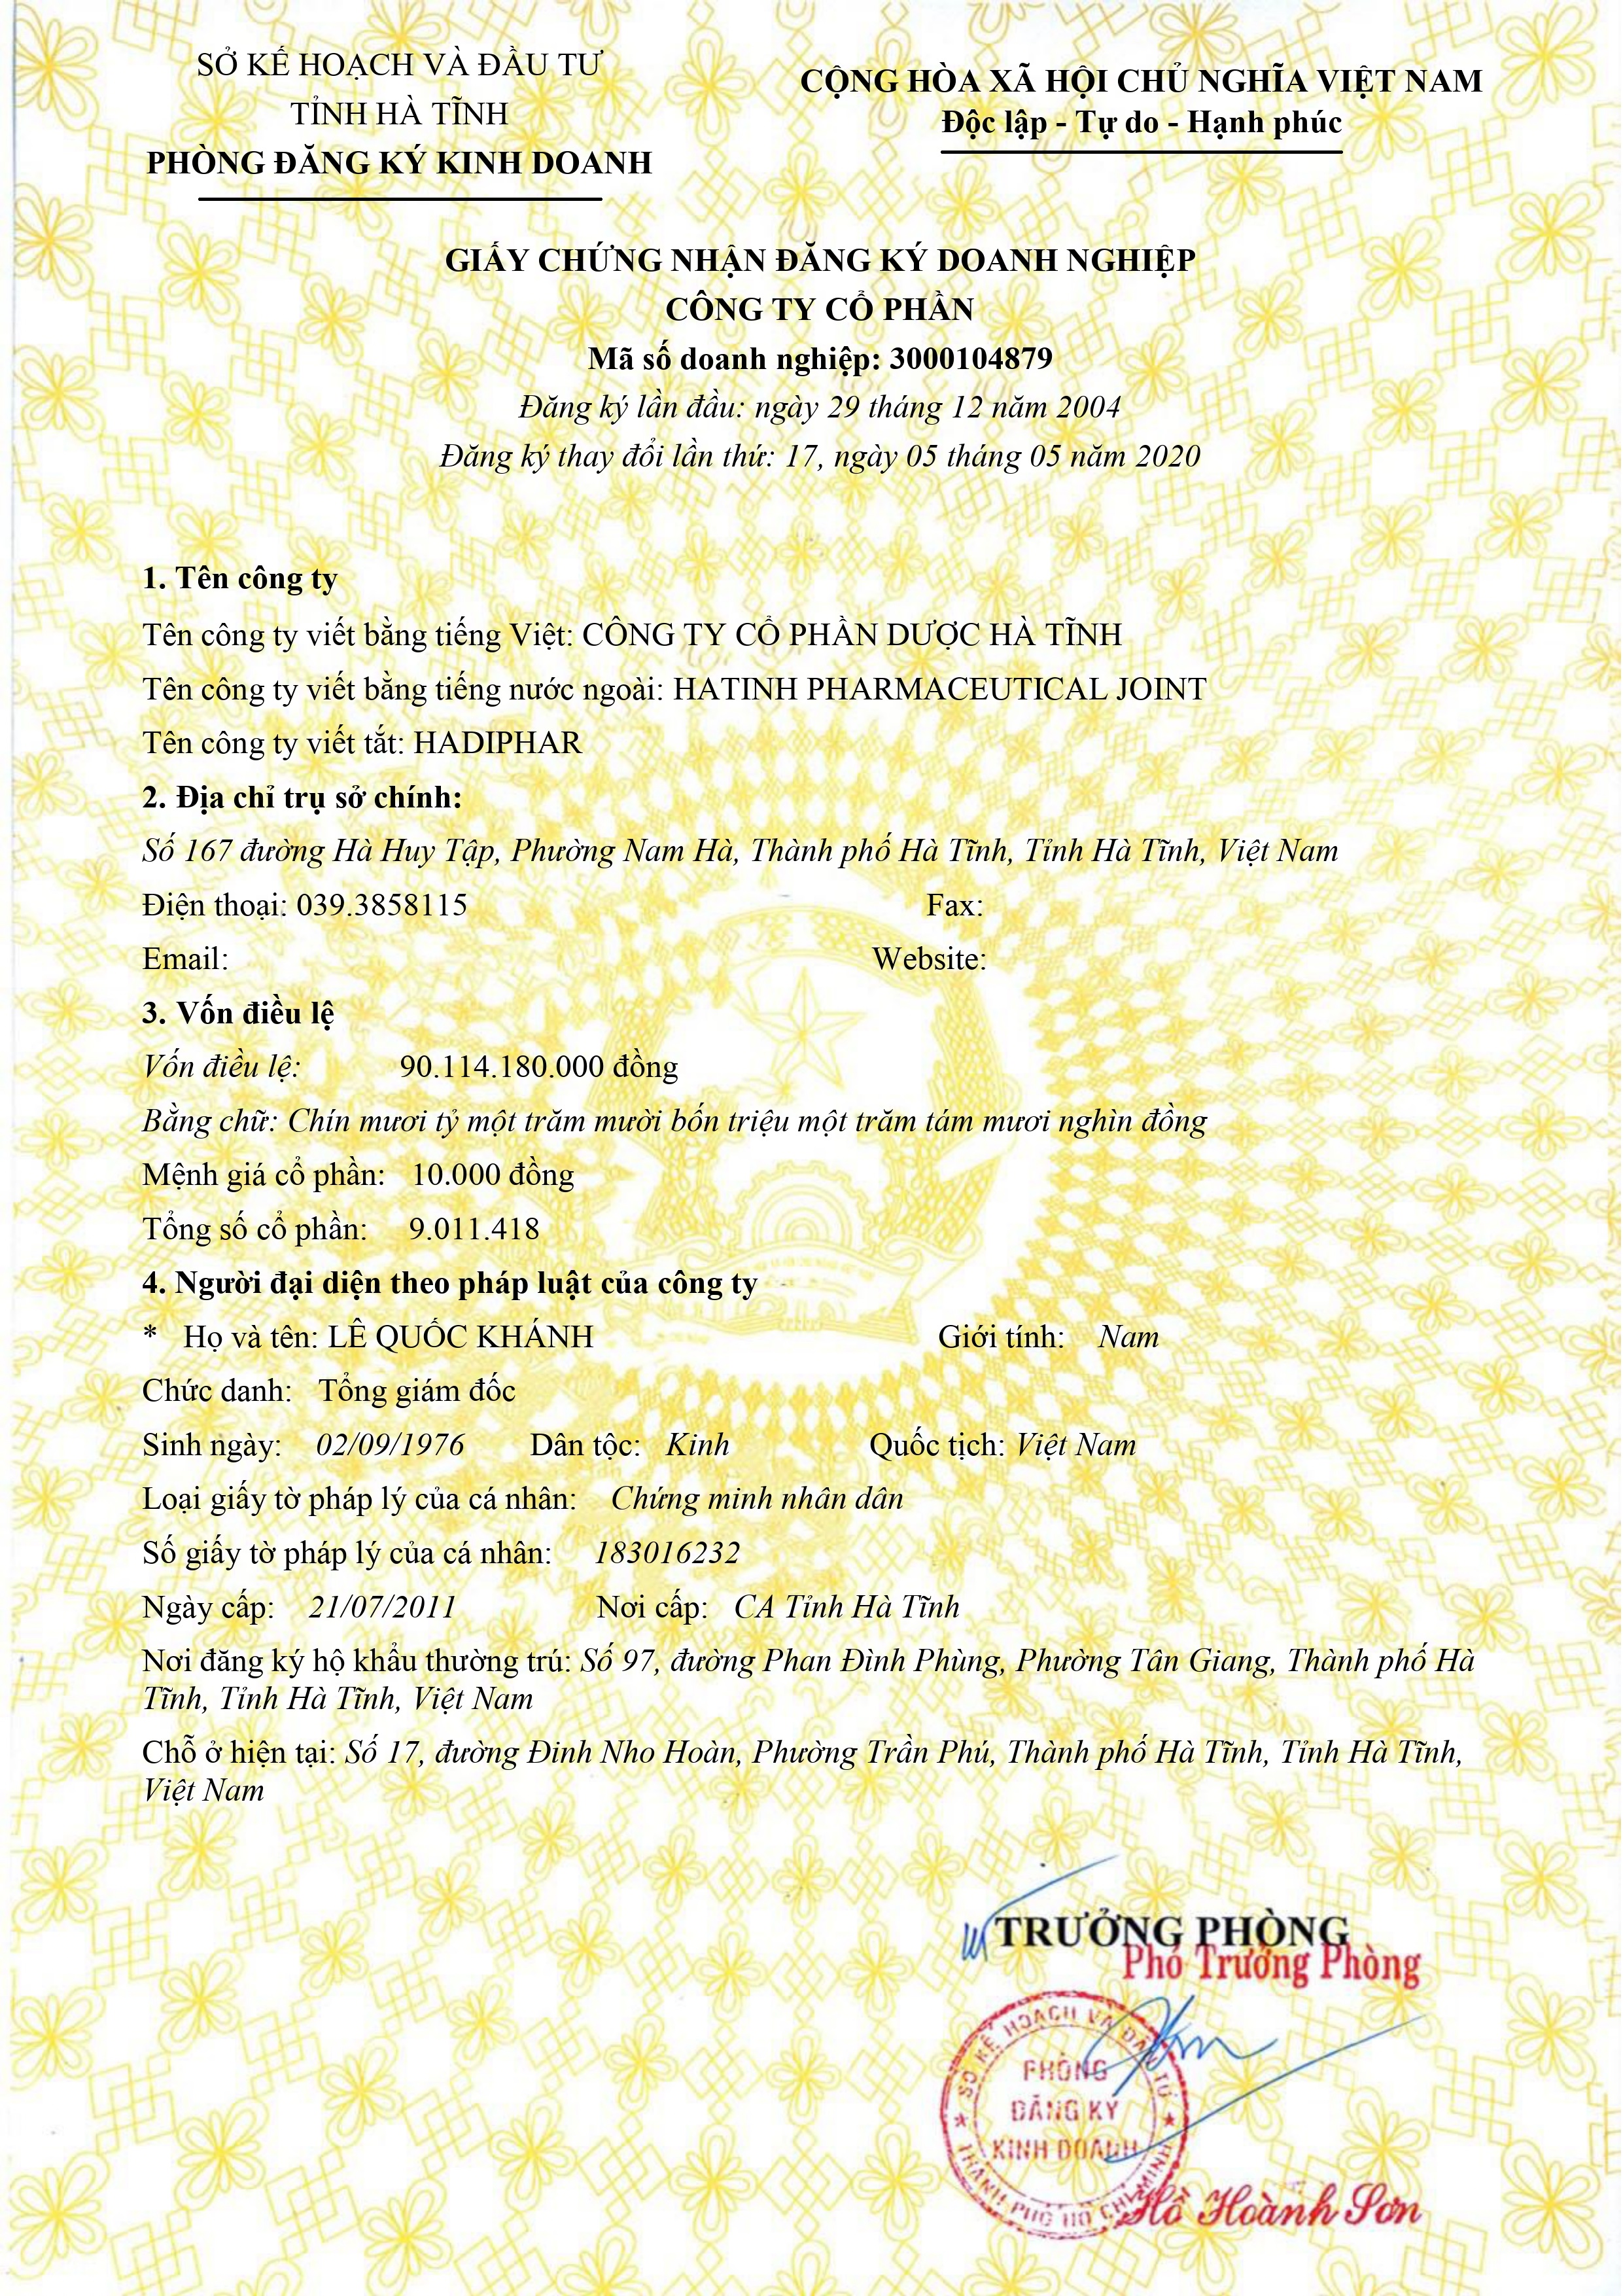 SỞ KẾ HOẠCH VÀ ĐẦU TƯ
TỈNH HÀ TĨNH
PHÒNG ĐĂNG KÝ KINH DOANH
CỘNG HÒA XÃ HỘI CHỦ NGHĨA VIỆT NAM
Độc lập - Tự do - Hạnh phúc
GIẤY CHỨNG NHẬN ĐĂNG KÝ DOANH NGHIỆP
CÔNG TY CỔ PHẦN
Mã số doanh nghiệp: 3000104879
Đăng ký lần đầu: ngày 29 tháng 12 năm 2004
Đăng ký thay đổi lần thứ: 17, ngày 05 tháng 05 năm 2020
1. Tên công ty
Tên công ty viết bằng tiếng Việt: CÔNG TY CỔ PHẦN DƯỢC HÀ TĨNH
Tên công ty viết bằng tiếng nước ngoài: HATINH PHARMACEUTICAL JOINT
Tên công ty viết tắt: HADIPHAR
2. Địa chỉ trụ sở chính:
Số 167 đường Hà Huy Tập, Phường Nam Hà, Thành phố Hà Tĩnh, Tỉnh Hà Tĩnh, Việt Nam
Điện thoại: 039.3858115 Fax:
Email: Website:
3. Vốn điều lệ
Vốn điều lệ: 90.114.180.000 đồng
Bằng chữ: Chín mươi tỷ một trăm mười bốn triệu một trăm tám mươi nghìn đồng
Mệnh giá cổ phần: 10.000 đồng
Tổng số cổ phần: 9.011.418
4. Người đại diện theo pháp luật của công ty
* Họ và tên: LÊ QUỐC KHÁNH Giới tính: Nam
Chức danh: Tổng giám đốc
Sinh ngày: 02/09/1976 Dân tộc: Kinh Quốc tịch: Việt Nam
Loại giấy tờ pháp lý của cá nhân: Chứng minh nhân dân
Số giấy tờ pháp lý của cá nhân: 183016232
Ngày cấp: 21/07/2011 Nơi cấp: CA Tỉnh Hà Tĩnh
Nơi đăng ký hộ khẩu thường trú: Số 97, đường Phan Đình Phùng, Phường Tân Giang, Thành phố Hà
Tĩnh, Tỉnh Hà Tĩnh, Việt Nam
Chỗ ở hiện tại: Số 17, đường Đinh Nho Hoàn, Phường Trần Phú, Thành phố Hà Tĩnh, Tỉnh Hà Tĩnh,
Việt Nam
TRƯỞNG PHÒNG
Phó Trưởng Phòng
SỞ KẾ HOẠCH VÀ ĐẦU TƯ
PHÒNG
ĐĂNG KÝ
KINH DOANH
THÀNH PHỐ HỒ CHÍ MINH
Hồ Hoành Sơn